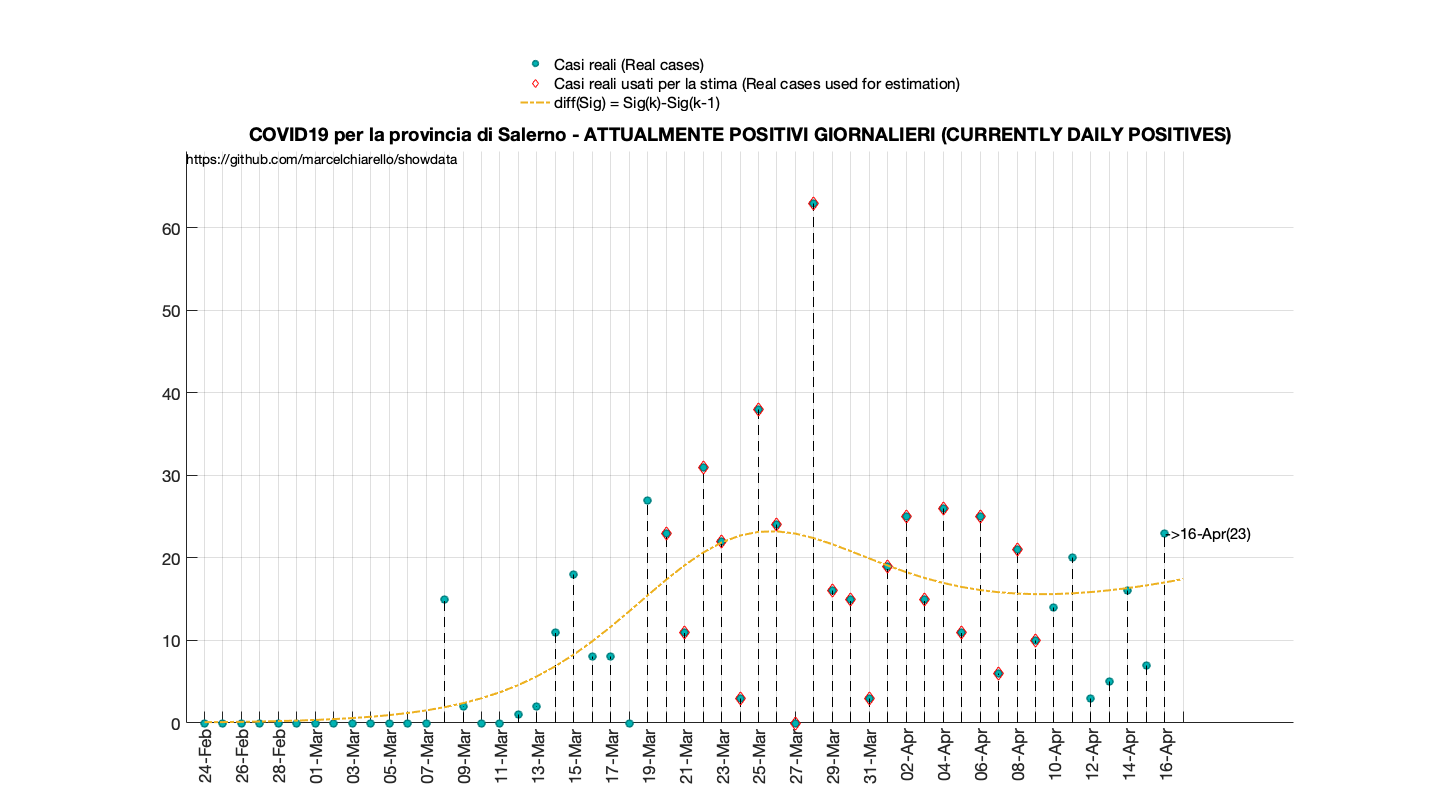 Casi reali (Real cases)
Casi reali usati per la stima (Real cases used for estimation)
diff(Sig) = Sig(k)-Sig(k-1)
COVID19 per la provincia di Salerno - ATTUALMENTE POSITIVI GIORNALIERI (CURRENTLY DAILY POSITIVES)
https://github.com/marcelchiarello/showdata
60
50
40
30
20
10
0
->16-Apr(23)
24-Feb
26-Feb
28-Feb
01-Mar
03-Mar
05-Mar
07-Mar
09-Mar
11-Mar
13-Mar
15-Mar
17-Mar
19-Mar
21-Mar
23-Mar
25-Mar
27-Mar
29-Mar
31-Mar
02-Apr
04-Apr
06-Apr
08-Apr
10-Apr
12-Apr
14-Apr
16-Apr